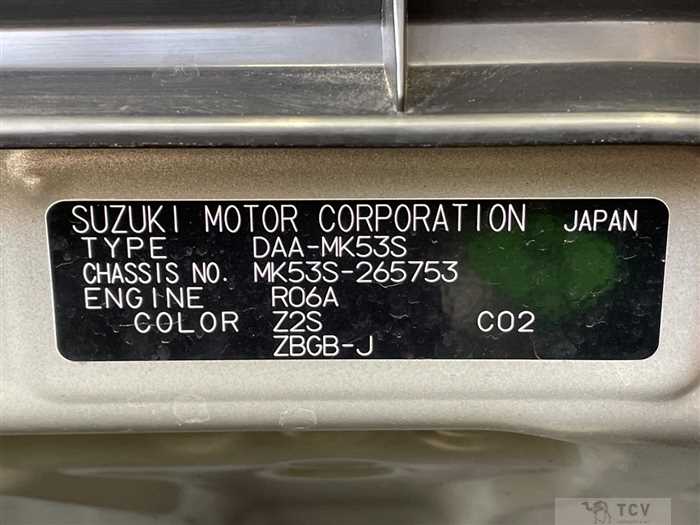 SUZUKI MOTOR CORPORATION JAPAN
TYPE DAA-MK53S
CHASSIS NO. MK53S-265753
ENGINE R06A
COLOR Z2S C02
ZBGB-J
TCV